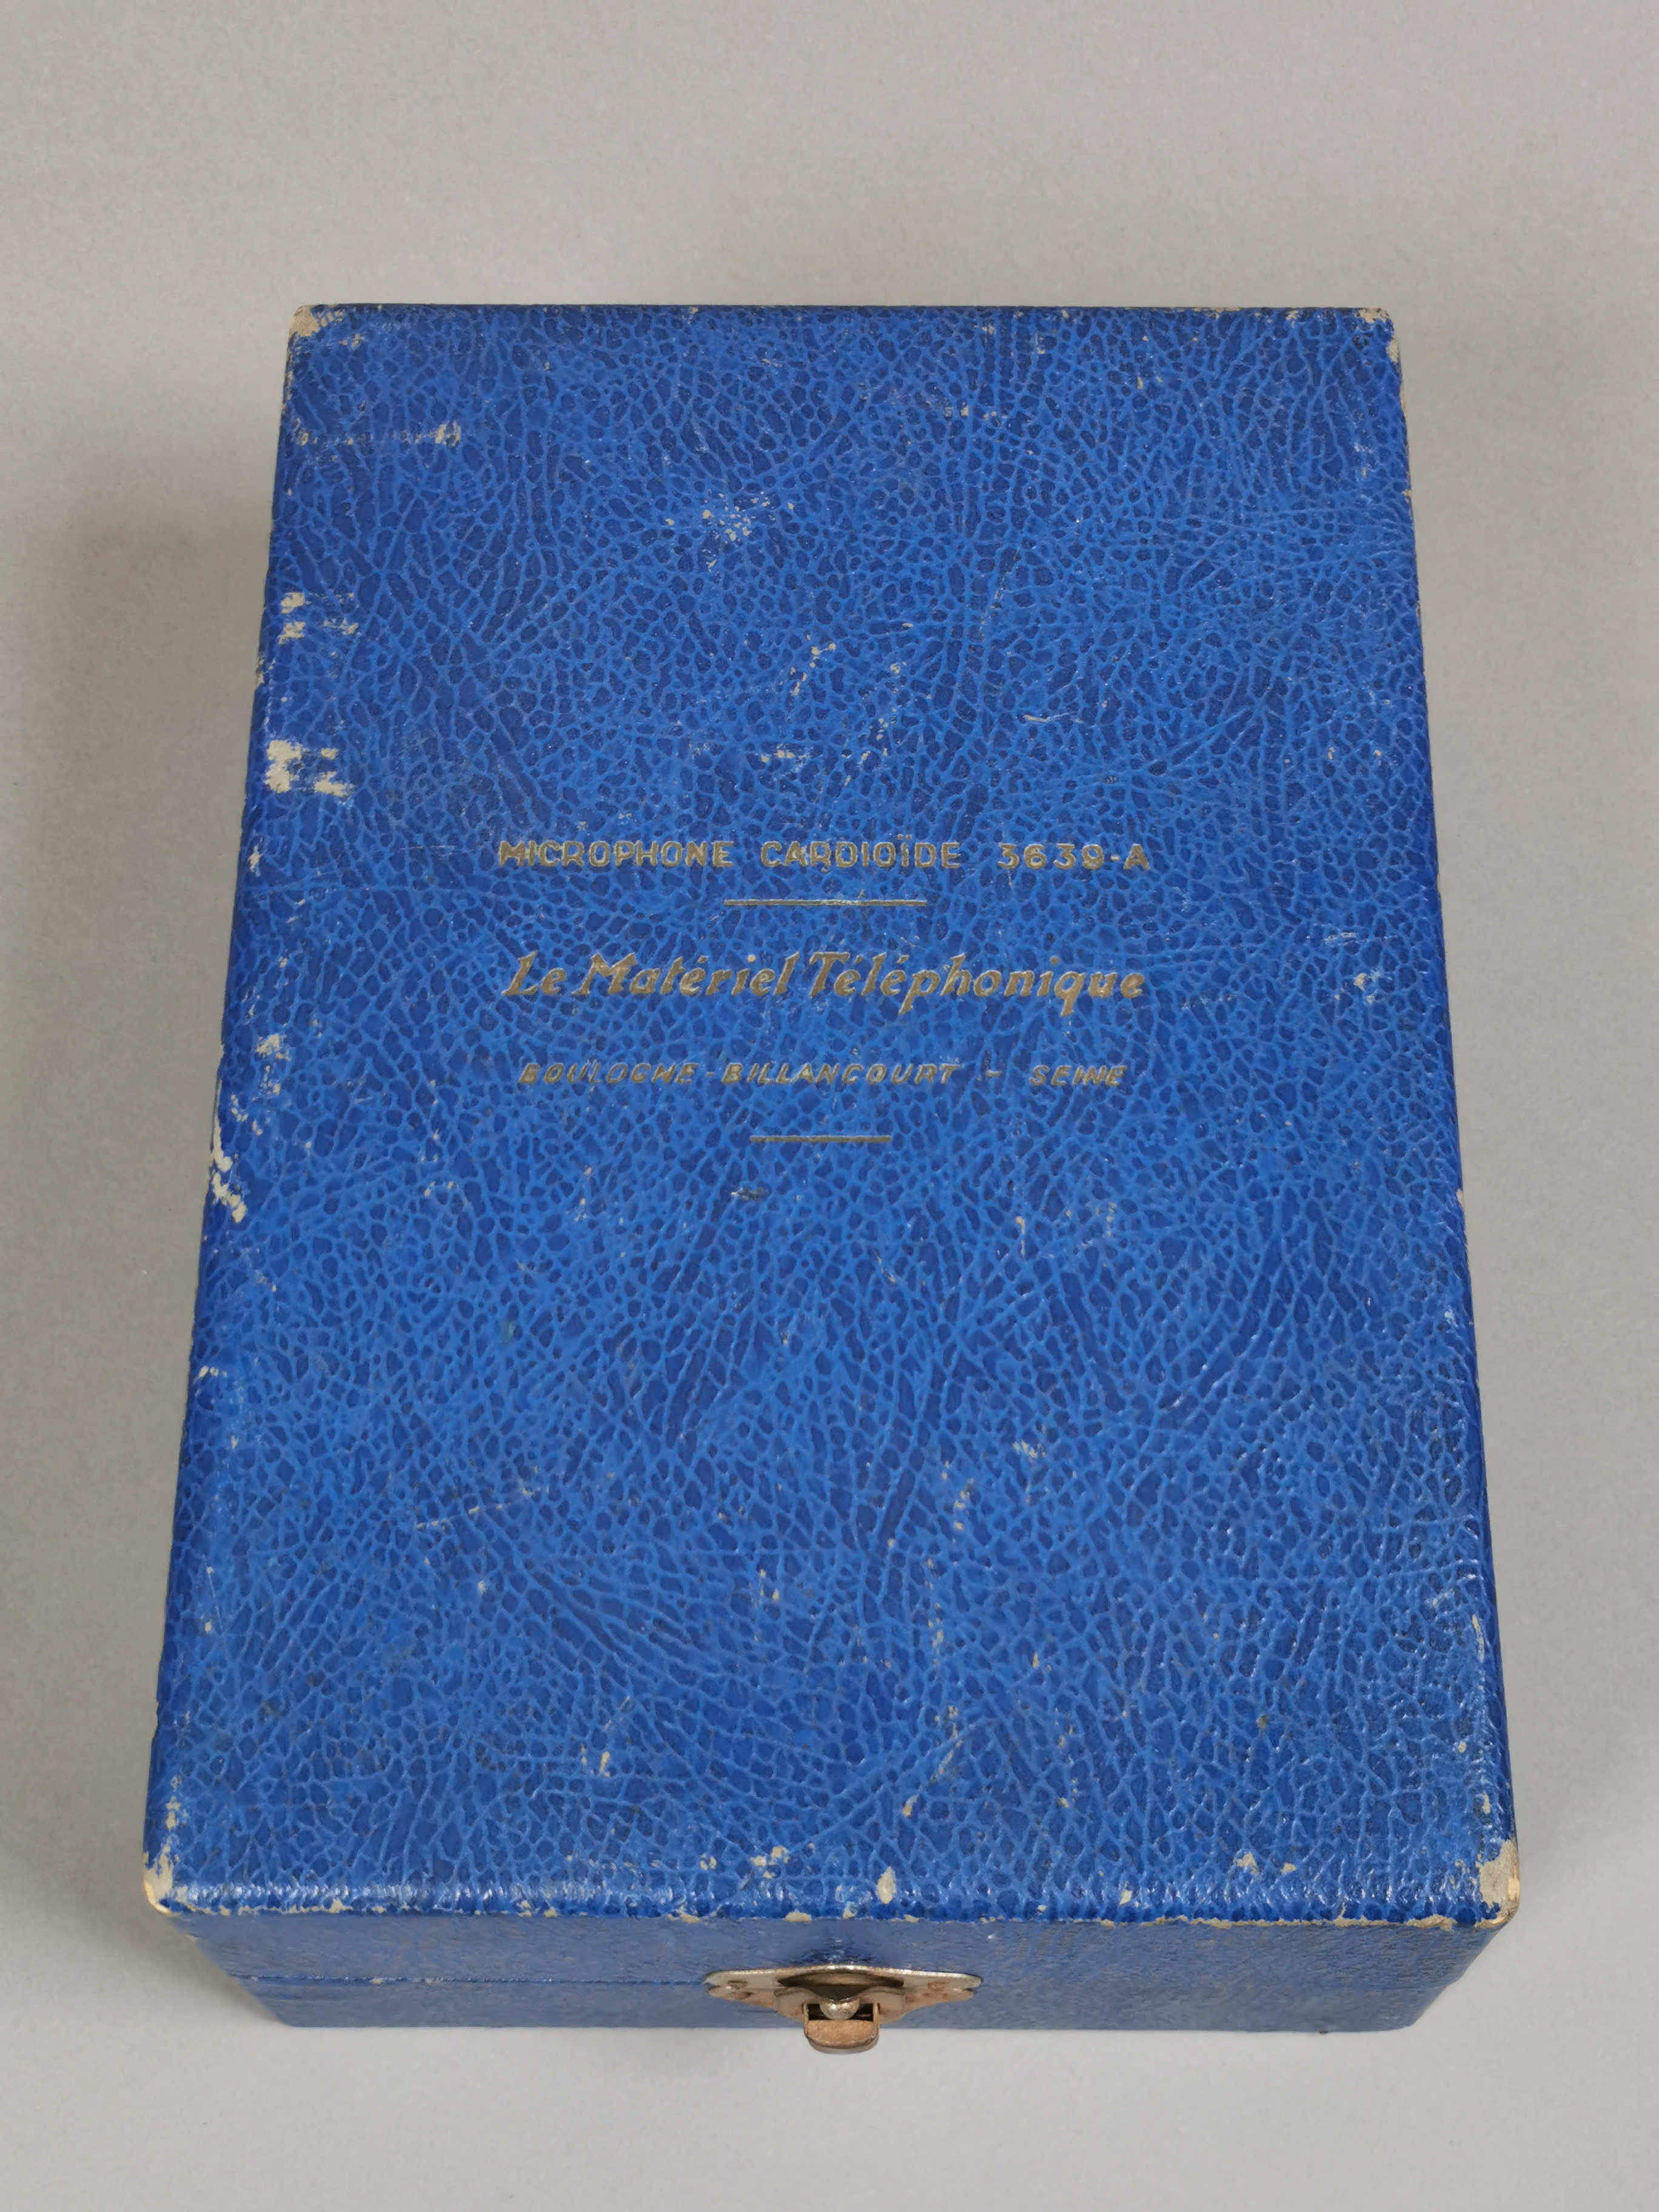 MICROPHONE CARDIOÏDE 3639-A
Le Matériel Téléphonique
BOULOGNE-BILLANCOURT - SEINE